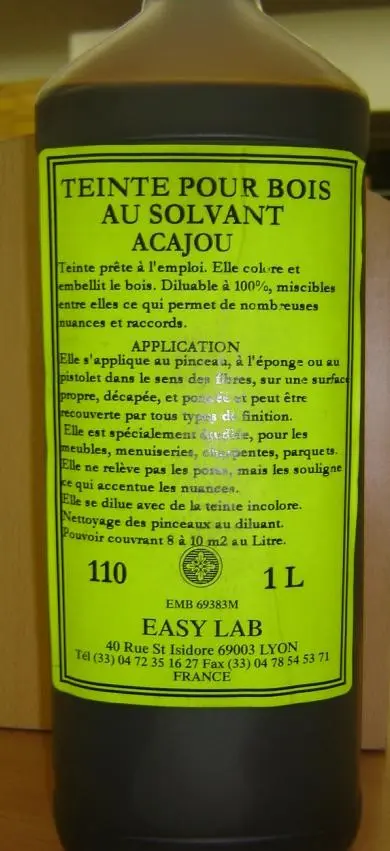 TEINTE POUR BOIS
AU SOLVANT
ACAJOU
Teinte prête à l'emploi. Elle colore et
embellit le bois. Diluable à 100%, miscibles
entre elles ce qui permet de nombreuses
nuances et raccords.
APPLICATION
Elle s'applique au pinceau, à l'éponge ou au
pistolet dans le sens des fibres, sur une surface
propre, décapée, et poncée et peut être
recouverte par tous types de finition.
Elle est spécialement étudiée, pour les
meubles, menuiseries, charpentes, parquets.
Elle ne relève pas les pores, mais les souligne
ce qui accentue les nuances.
Elle se dilue avec de la teinte incolore.
Nettoyage des pinceaux au diluant.
Pouvoir couvrant 8 à 10 m2 au Litre.
110 1 L
EMB 69383M
EASY LAB
40 Rue St Isidore 69003 LYON
Tél (33) 04 72 35 16 27 Fax (33) 04 78 54 53 71
FRANCE